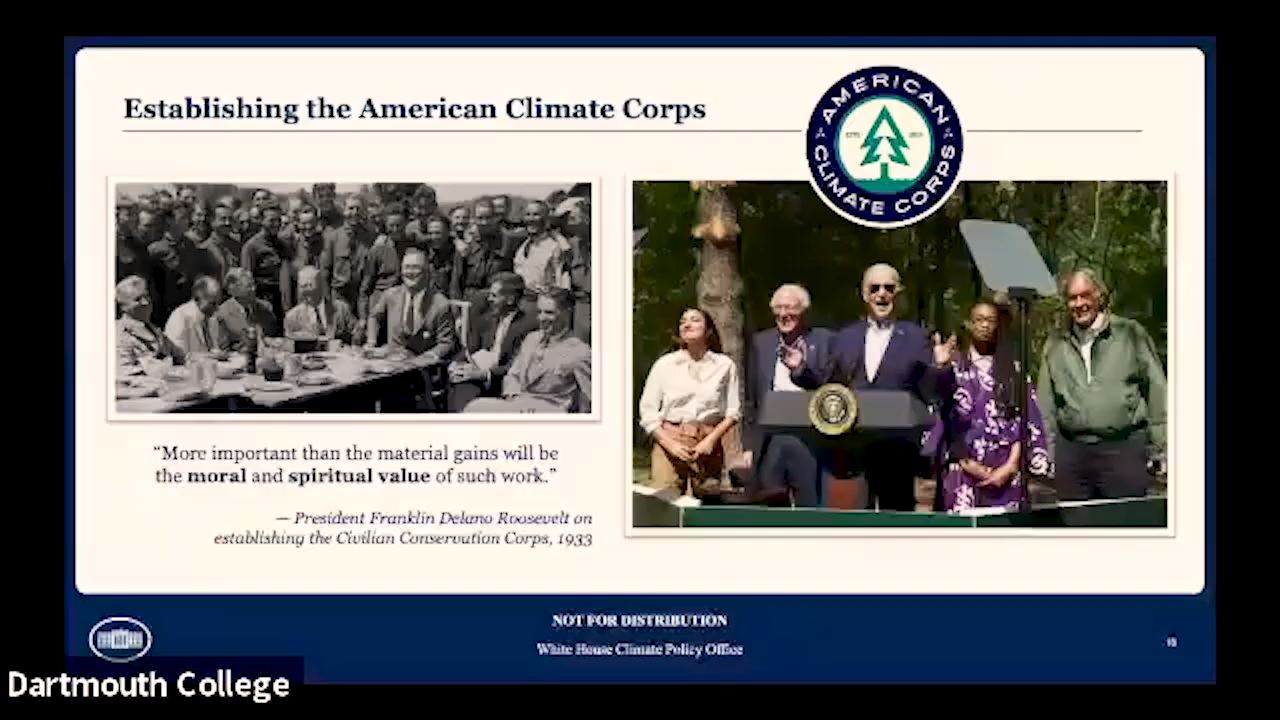 Establishing the American Climate Corps
AMERICAN
CLIMATE CORPS
“More important than the material gains will be
the moral and spiritual value of such work.”
— President Franklin Delano Roosevelt on
establishing the Civilian Conservation Corps, 1933
NOT FOR DISTRIBUTION
White House Climate Policy Office
Dartmouth College